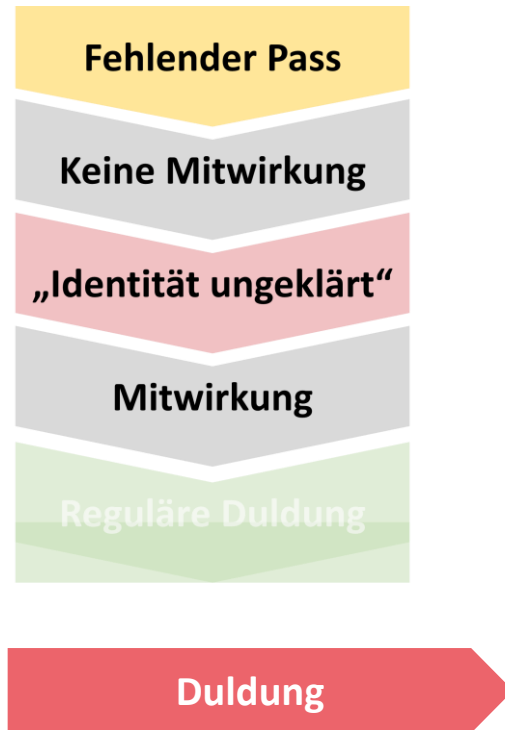 Fehlender Pass
Keine Mitwirkung
„Identität ungeklärt“
Mitwirkung
Reguläre Duldung
Duldung